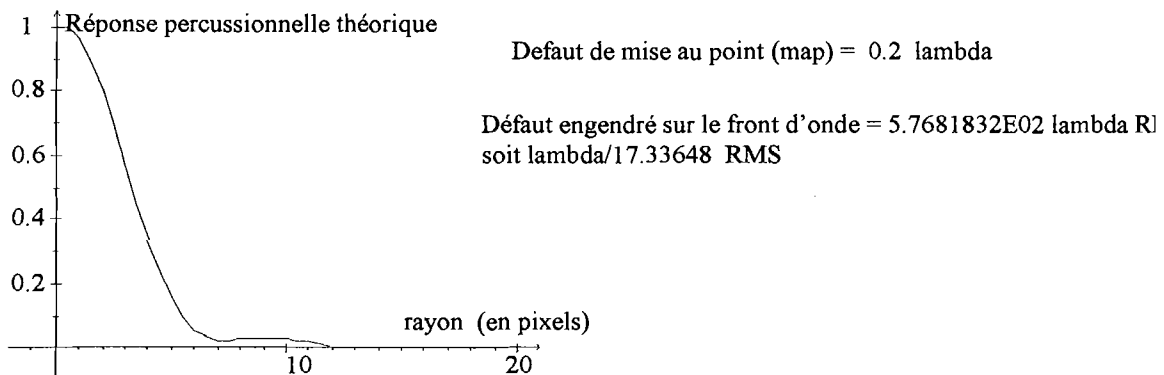 1 Réponse percussionnelle théorique
Defaut de mise au point (map) = 0.2 lambda
0.8
Défaut engendré sur le front d'onde = 5.7681832E02 lambda
soit lambda/17.33648 RMS
0.6
0.4
0.2
rayon (en pixels)
10
20